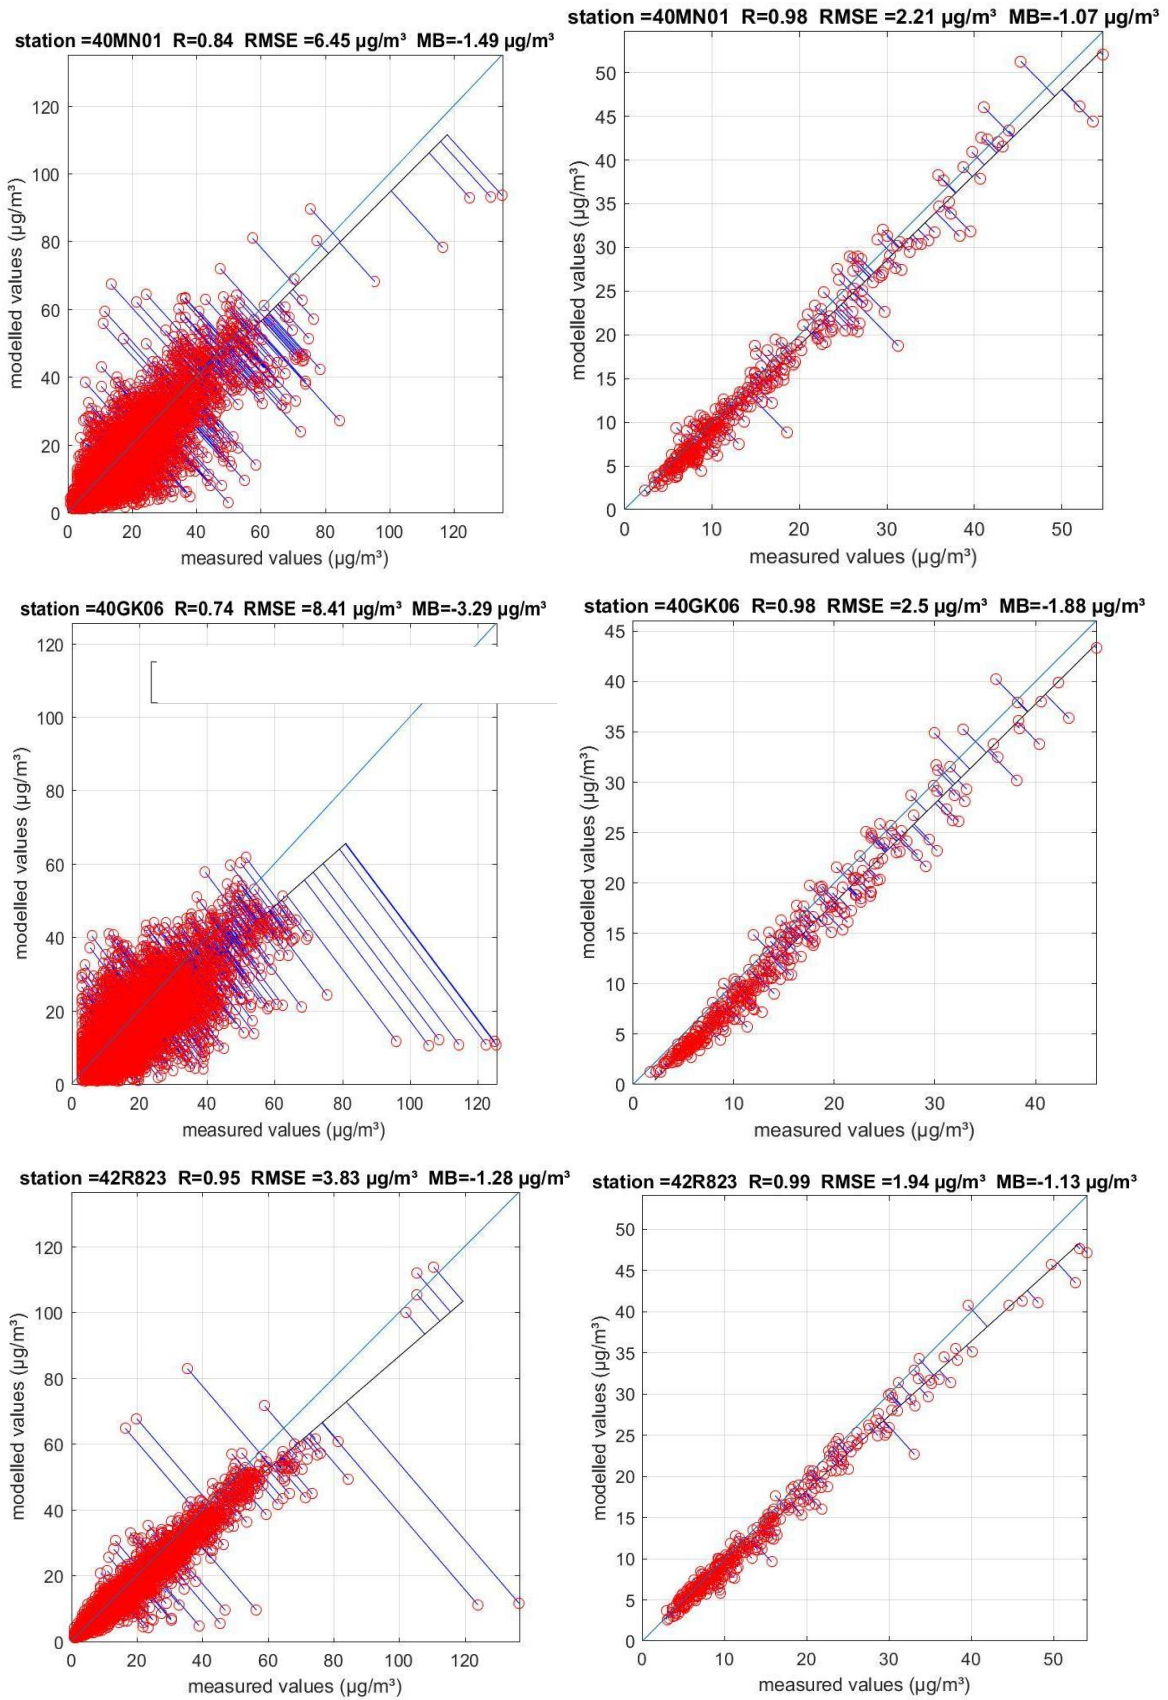 station =40MN01 R=0.84 RMSE =6.45 µg/m³ MB=-1.49 µg/m³
120
100
80
60
40
20
0
modelled values (µg/m³)
0 20 40 60 80 100 120
measured values (µg/m³)
station =40MN01 R=0.98 RMSE =2.21 µg/m³ MB=-1.07 µg/m³
50
45
40
35
30
25
20
15
10
5
0
modelled values (µg/m³)
0 10 20 30 40 50
measured values (µg/m³)
station =40GK06 R=0.74 RMSE =8.41 µg/m³ MB=-3.29 µg/m³
120
100
80
60
40
20
0
modelled values (µg/m³)
0 20 40 60 80 100 120
measured values (µg/m³)
station =40GK06 R=0.98 RMSE =2.5 µg/m³ MB=-1.88 µg/m³
45
40
35
30
25
20
15
10
5
0
modelled values (µg/m³)
0 10 20 30 40
measured values (µg/m³)
station =42R823 R=0.95 RMSE =3.83 µg/m³ MB=-1.28 µg/m³
120
100
80
60
40
20
0
modelled values (µg/m³)
0 20 40 60 80 100 120
measured values (µg/m³)
station =42R823 R=0.99 RMSE =1.94 µg/m³ MB=-1.13 µg/m³
50
45
40
35
30
25
20
15
10
5
0
modelled values (µg/m³)
0 10 20 30 40 50
measured values (µg/m³)